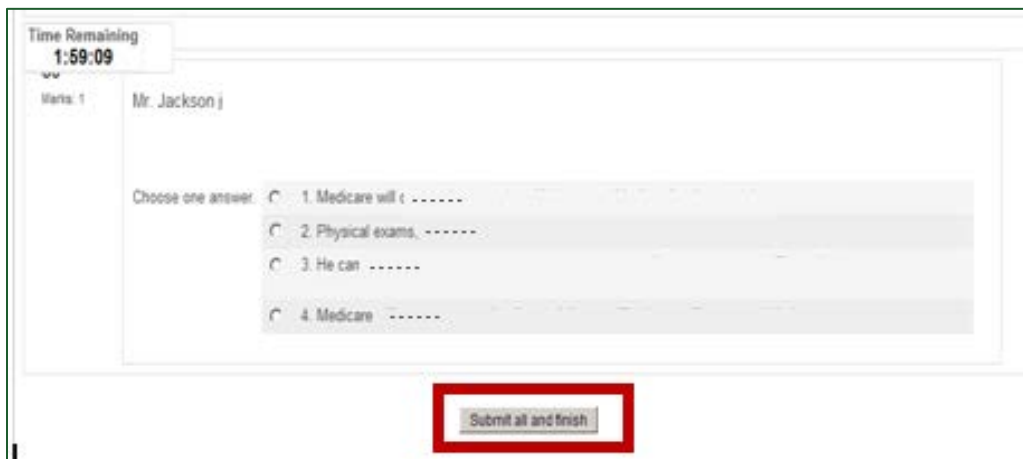 Time Remaining
1:59:09
Marks: 1
Mr. Jackson j
Choose one answer.
1. Medicare will c ------
2. Physical exams, ------
3. He can ------
4. Medicare ------
Submit all and finish